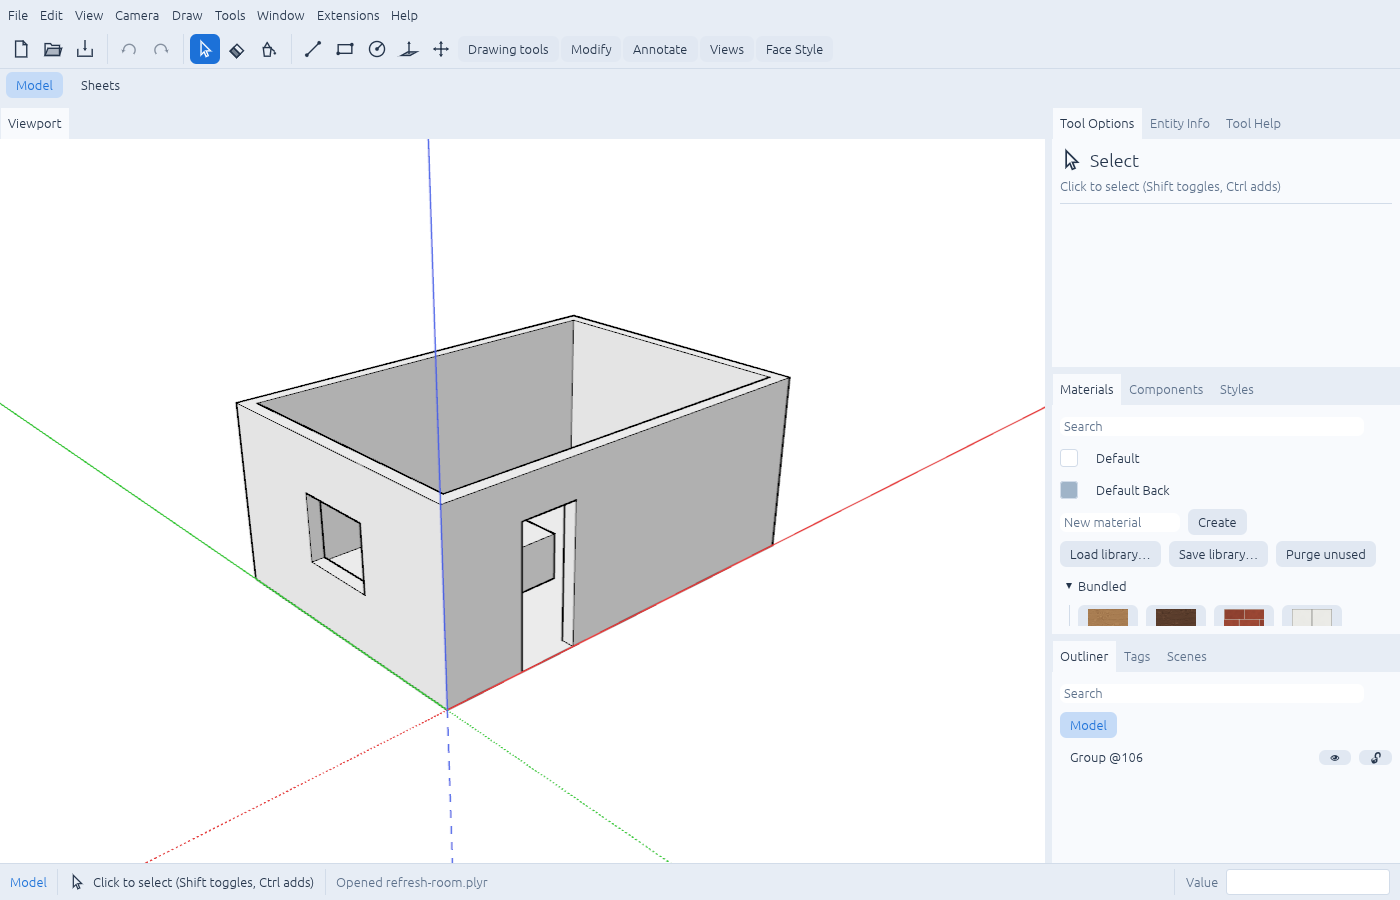 File Edit View Camera Draw Tools Window Extensions Help
Drawing tools Modify Annotate Views Face Style
Model Sheets
Viewport
Tool Options Entity Info Tool Help
Select
Click to select (Shift toggles, Ctrl adds)
Materials Components Styles
Search
Default
Default Back
New material Create
Load library... Save library... Purge unused
Bundled
Outliner Tags Scenes
Search
Model
Group @106
Model Click to select (Shift toggles, Ctrl adds) Opened refresh-room.plyr Value